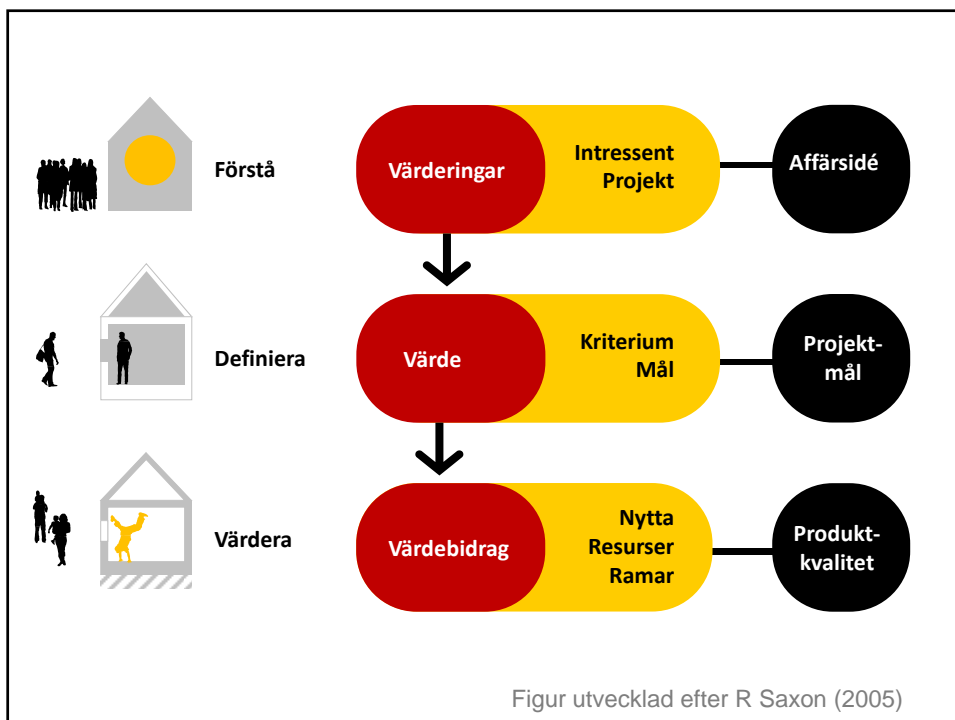 Förstå
Värderingar
Intressent
Projekt
Affärsidé
Definiera
Värde
Kriterium
Mål
Projekt-
mål
Värdera
Värdebidrag
Nytta
Resurser
Ramar
Produkt-
kvalitet
Figur utvecklad efter R Saxon (2005)